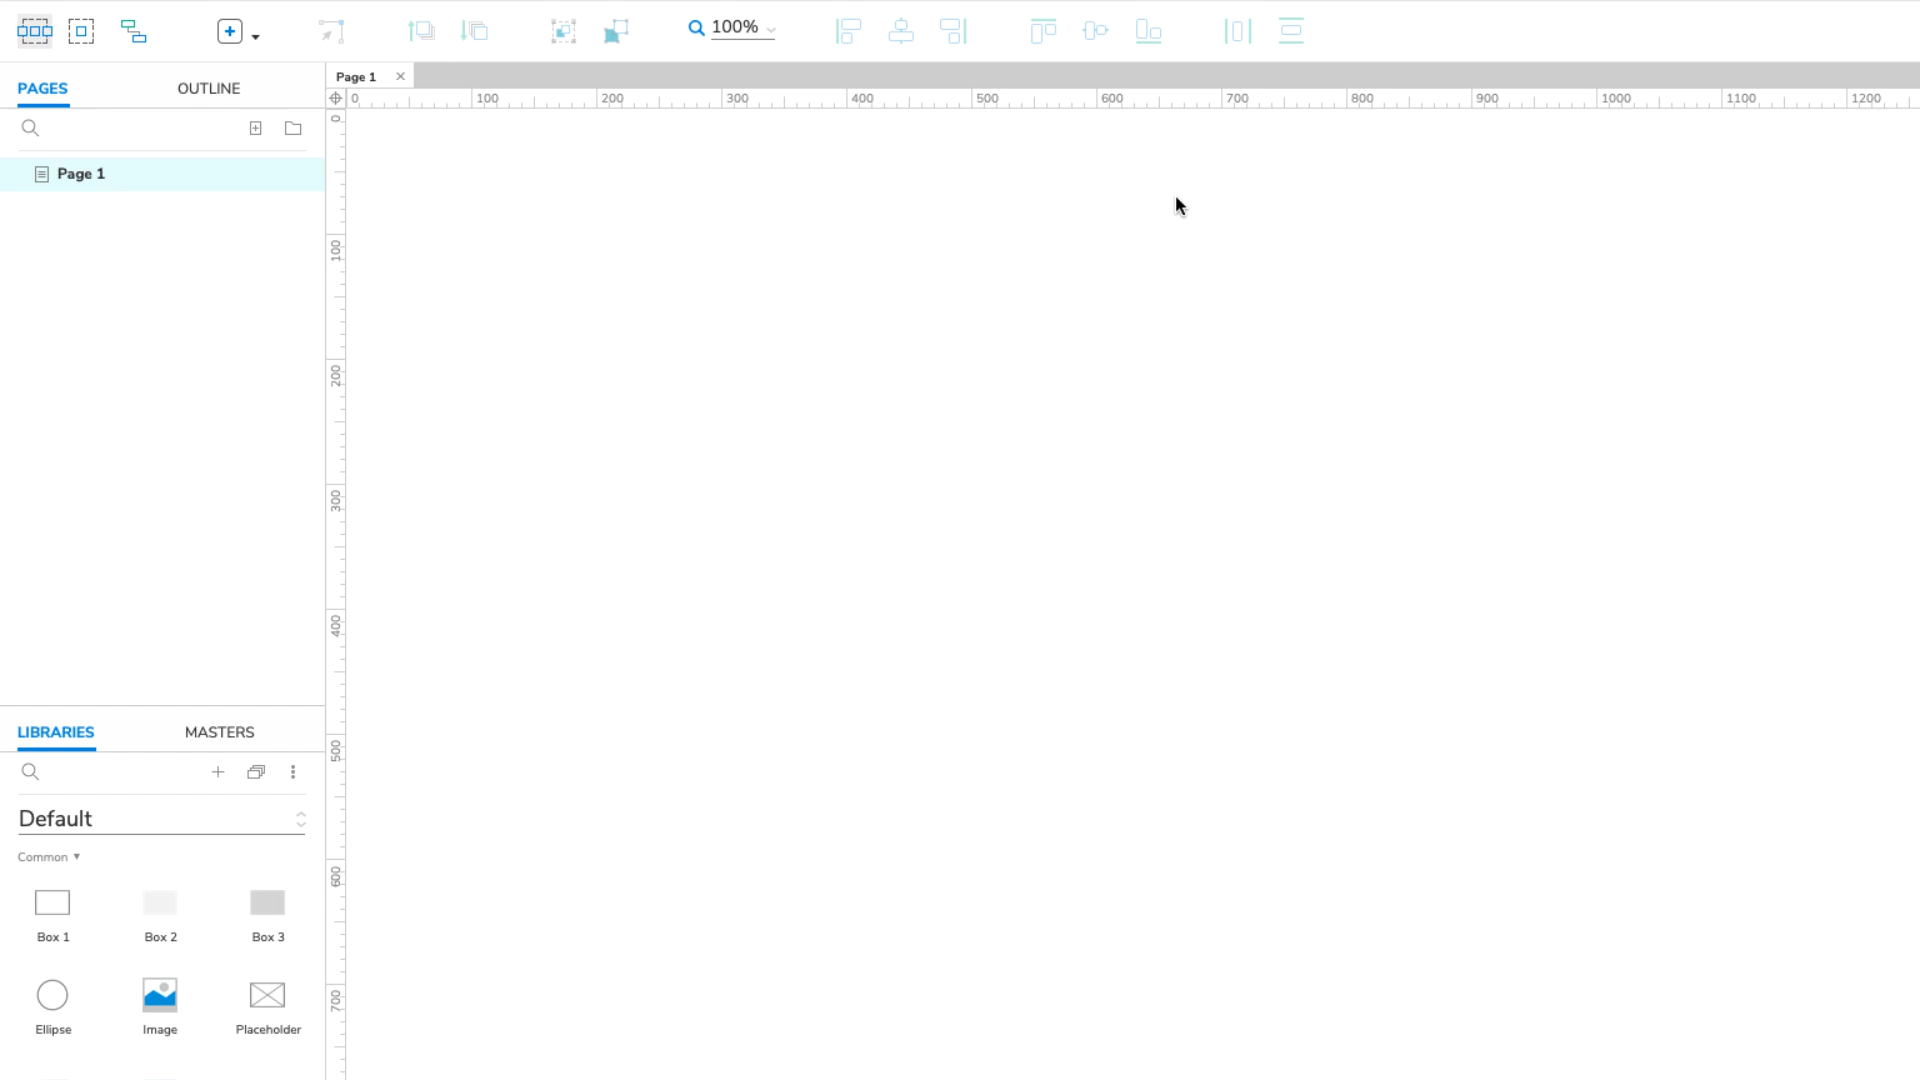 100%
PAGES
OUTLINE
Page 1
0
100
200
300
400
500
600
700
800
900
1000
1100
1200
Page 1
0
100
200
300
400
500
600
700
LIBRARIES
MASTERS
Default
Common
Box 1
Box 2
Box 3
Ellipse
Image
Placeholder